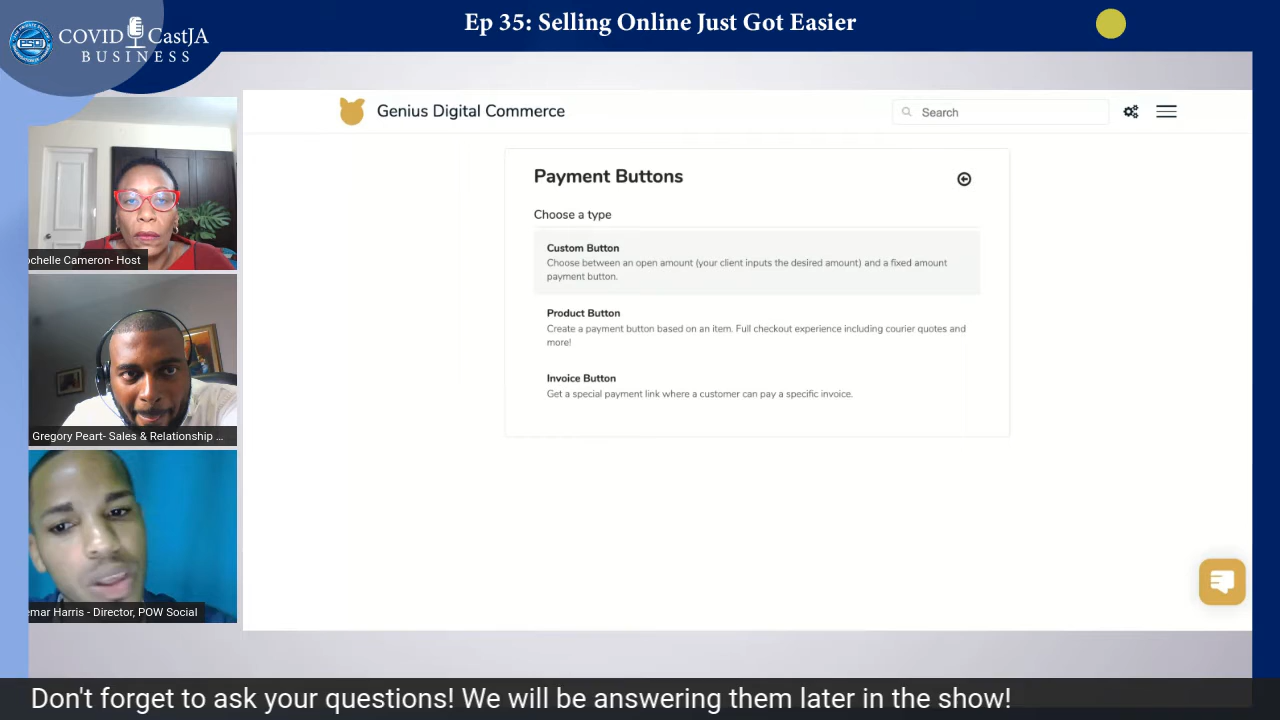 Ep 35: Selling Online Just Got Easier
COVID CastJA
BUSINESS
Genius Digital Commerce
Search
Payment Buttons
Choose a type
Custom Button
Choose between an open amount (your client inputs the desired amount) and a fixed amount
payment button.
Product Button
Create a payment button based on an item. Full checkout experience including courier quotes and
more!
Invoice Button
Get a special payment link where a customer can pay a specific invoice.
ochelle Cameron- Host
Gregory Peart- Sales & Relationship ...
emar Harris - Director, POW Social
Don't forget to ask your questions! We will be answering them later in the show!